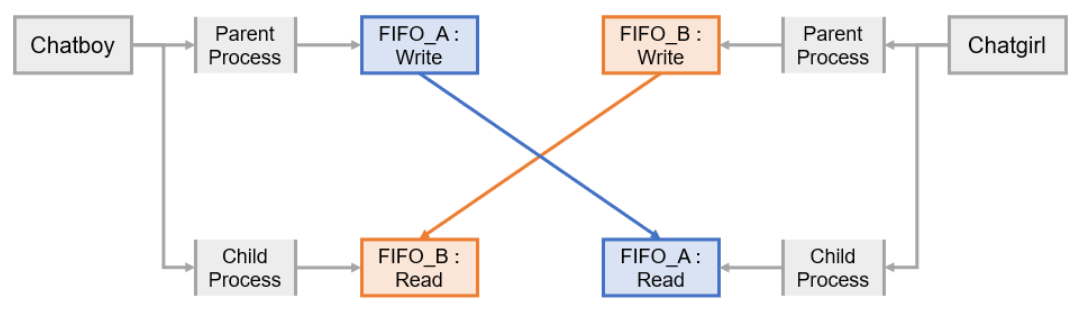 Chatboy
Parent
Process
FIFO_A :
Write
FIFO_B :
Write
Parent
Process
Chatgirl
Child
Process
FIFO_B :
Read
FIFO_A :
Read
Child
Process